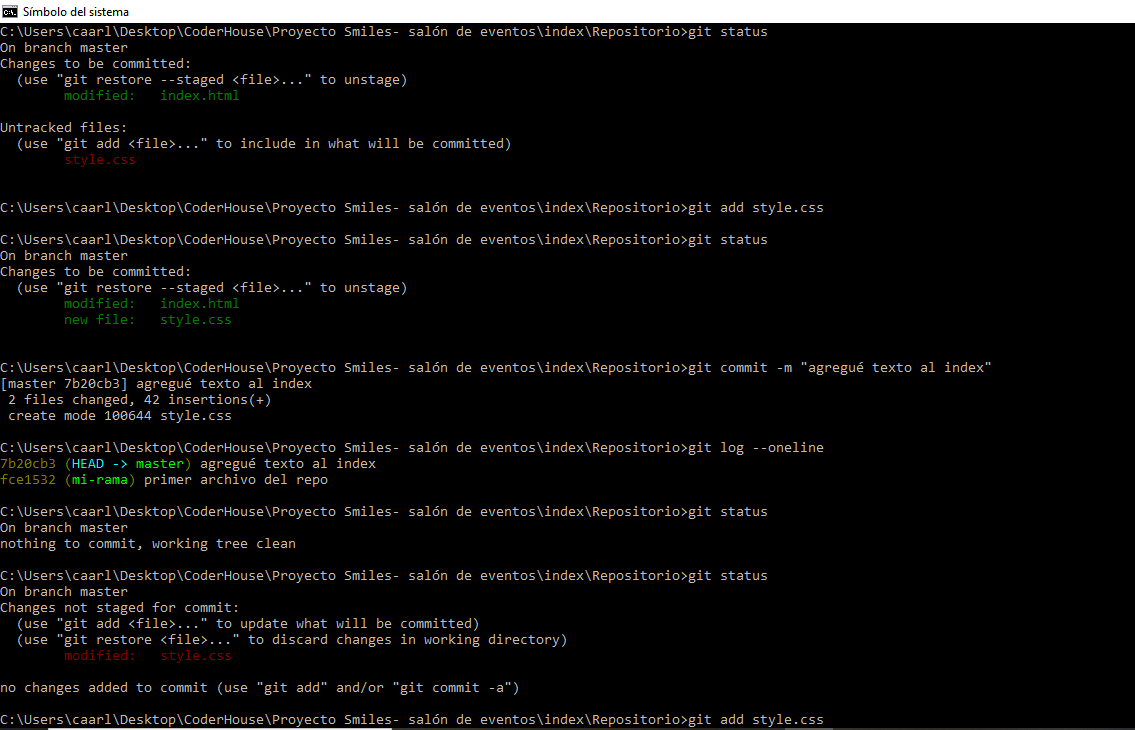 Símbolo del sistema
C:\Users\caarl\Desktop\CoderHouse\Proyecto Smiles- salón de eventos\index\Repositorio>git status
On branch master
Changes to be committed:
  (use "git restore --staged <file>..." to unstage)
        modified:   index.html

Untracked files:
  (use "git add <file>..." to include in what will be committed)
        style.css

C:\Users\caarl\Desktop\CoderHouse\Proyecto Smiles- salón de eventos\index\Repositorio>git add style.css

C:\Users\caarl\Desktop\CoderHouse\Proyecto Smiles- salón de eventos\index\Repositorio>git status
On branch master
Changes to be committed:
  (use "git restore --staged <file>..." to unstage)
        modified:   index.html
        new file:   style.css

C:\Users\caarl\Desktop\CoderHouse\Proyecto Smiles- salón de eventos\index\Repositorio>git commit -m "agregué texto al index"
[master 7b20cb3] agregué texto al index
 2 files changed, 42 insertions(+)
 create mode 100644 style.css

C:\Users\caarl\Desktop\CoderHouse\Proyecto Smiles- salón de eventos\index\Repositorio>git log --oneline
7b20cb3 (HEAD -> master) agregué texto al index
fce1532 (mi-rama) primer archivo del repo

C:\Users\caarl\Desktop\CoderHouse\Proyecto Smiles- salón de eventos\index\Repositorio>git status
On branch master
nothing to commit, working tree clean

C:\Users\caarl\Desktop\CoderHouse\Proyecto Smiles- salón de eventos\index\Repositorio>git status
On branch master
Changes not staged for commit:
  (use "git add <file>..." to update what will be committed)
  (use "git restore <file>..." to discard changes in working directory)
        modified:   style.css

no changes added to commit (use "git add" and/or "git commit -a")

C:\Users\caarl\Desktop\CoderHouse\Proyecto Smiles- salón de eventos\index\Repositorio>git add style.css